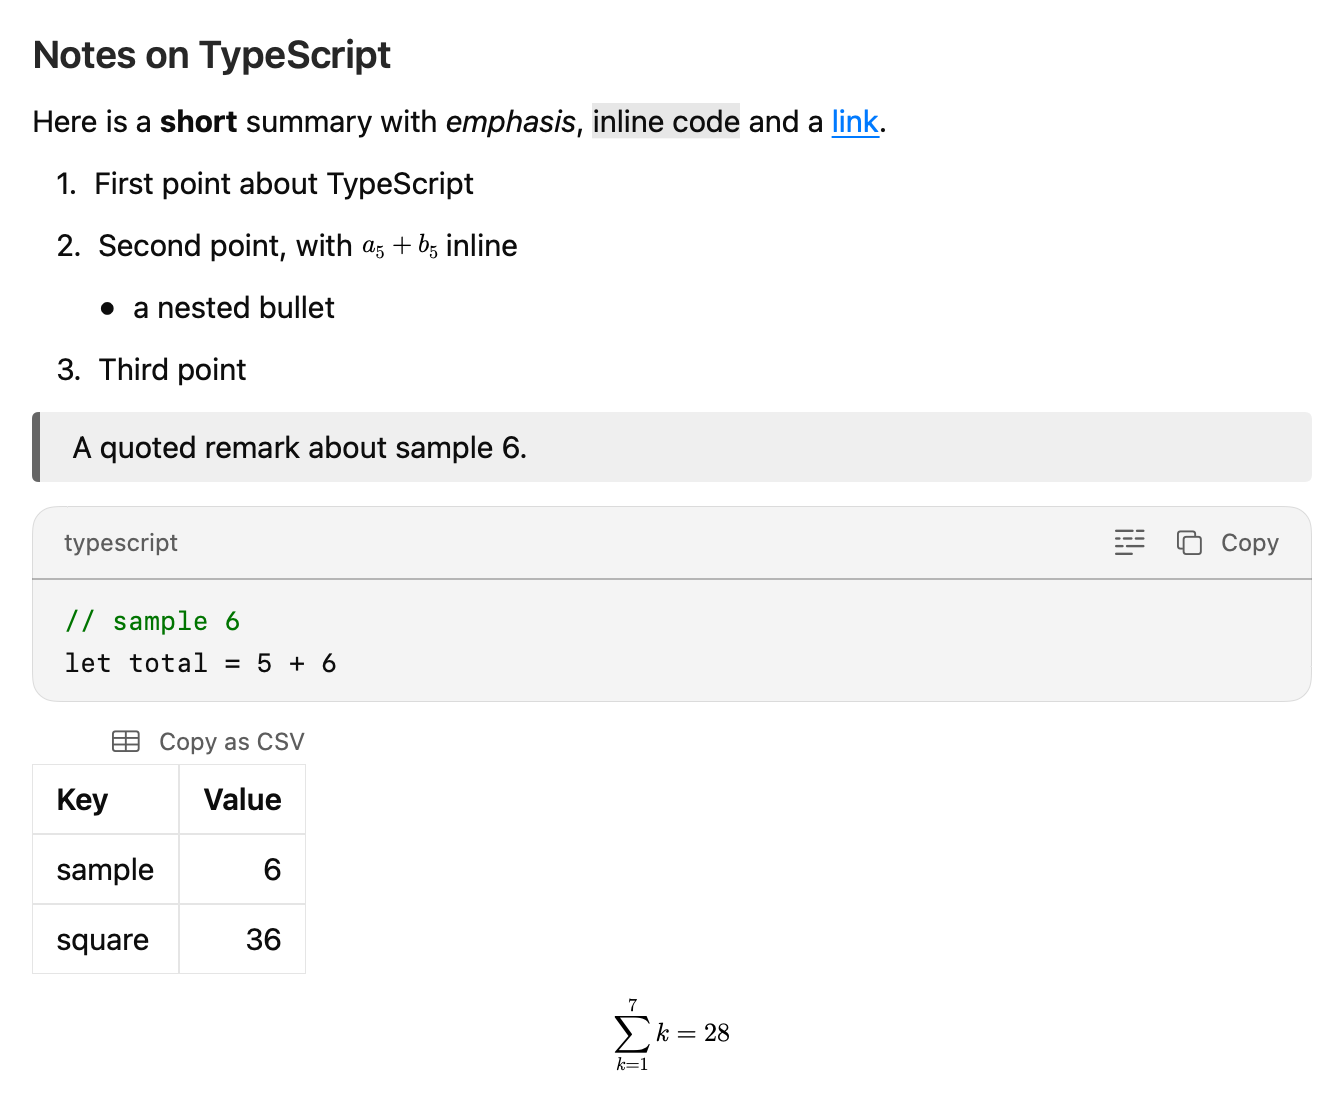 Notes on TypeScript
Here is a short summary with emphasis, inline code and a link.
1. First point about TypeScript
2. Second point, with a₅ + b₅ inline
• a nested bullet
3. Third point
A quoted remark about sample 6.
typescript Copy
// sample 6
let total = 5 + 6
Copy as CSV
Key Value
sample 6
square 36
7
∑ k = 28
k=1